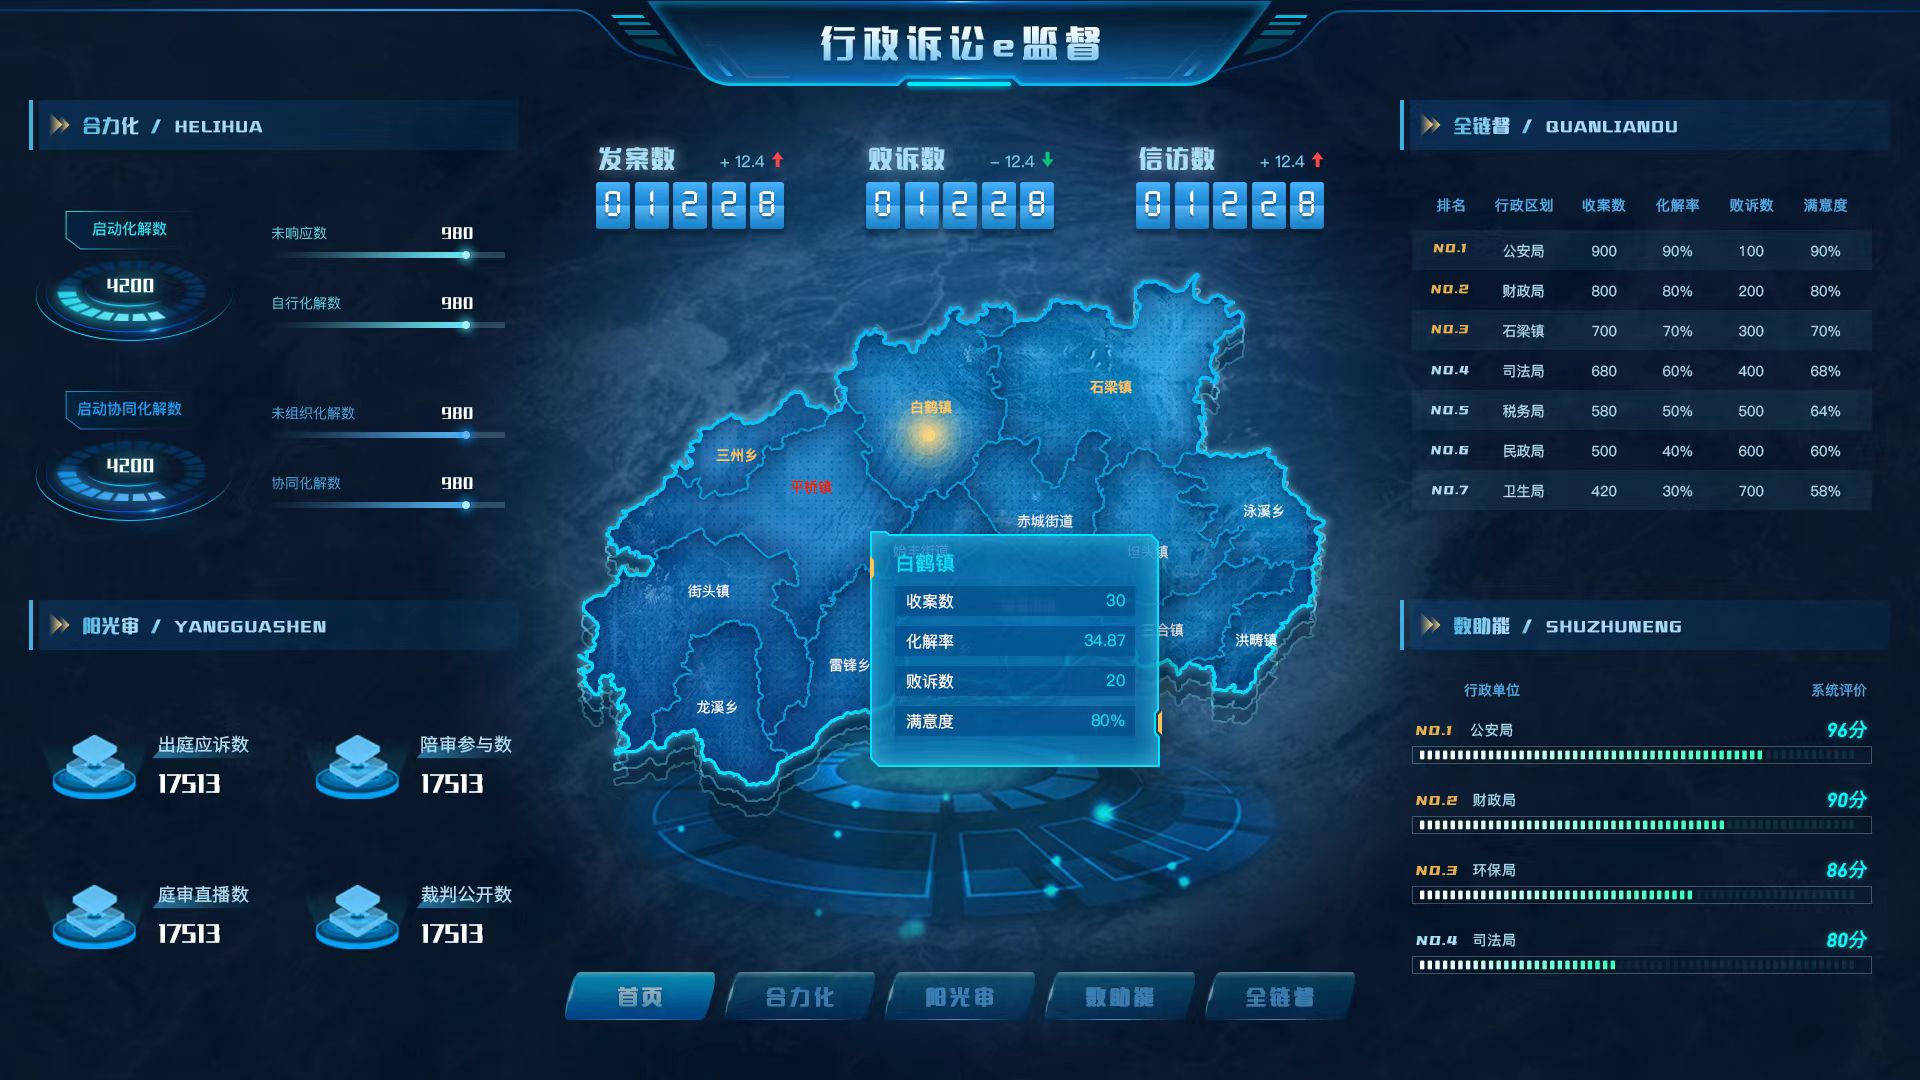 行政诉讼e监督
合力化 / HELIHUA
启动化解数
4200
未响应数 980
自行化解数 980
启动协同化解数
4200
未组织化解数 980
协同化解数 980
阳光审 / YANGGUASHEN
出庭应诉数
17513
陪审参与数
17513
庭审直播数
17513
裁判公开数
17513
发案数 + 12.4
01228
败诉数 - 12.4
01228
信访数 + 12.4
01228
石梁镇
白鹤镇
三州乡
平桥镇
赤城街道
泳溪乡
始丰街道
坦头镇
街头镇
三合镇
洪畴镇
雷锋乡
龙溪乡
白鹤镇
收案数 30
化解率 34.87
败诉数 20
满意度 80%
首页 合力化 阳光审 数助能 全链督
全链督 / QUANLIANDU
排名 行政区划 收案数 化解率 败诉数 满意度
NO.1 公安局 900 90% 100 90%
NO.2 财政局 800 80% 200 80%
NO.3 石梁镇 700 70% 300 70%
NO.4 司法局 680 60% 400 68%
NO.5 税务局 580 50% 500 64%
NO.6 民政局 500 40% 600 60%
NO.7 卫生局 420 30% 700 58%
数助能 / SHUZHUNENG
行政单位 系统评价
NO.1 公安局 96分
NO.2 财政局 90分
NO.3 环保局 86分
NO.4 司法局 80分